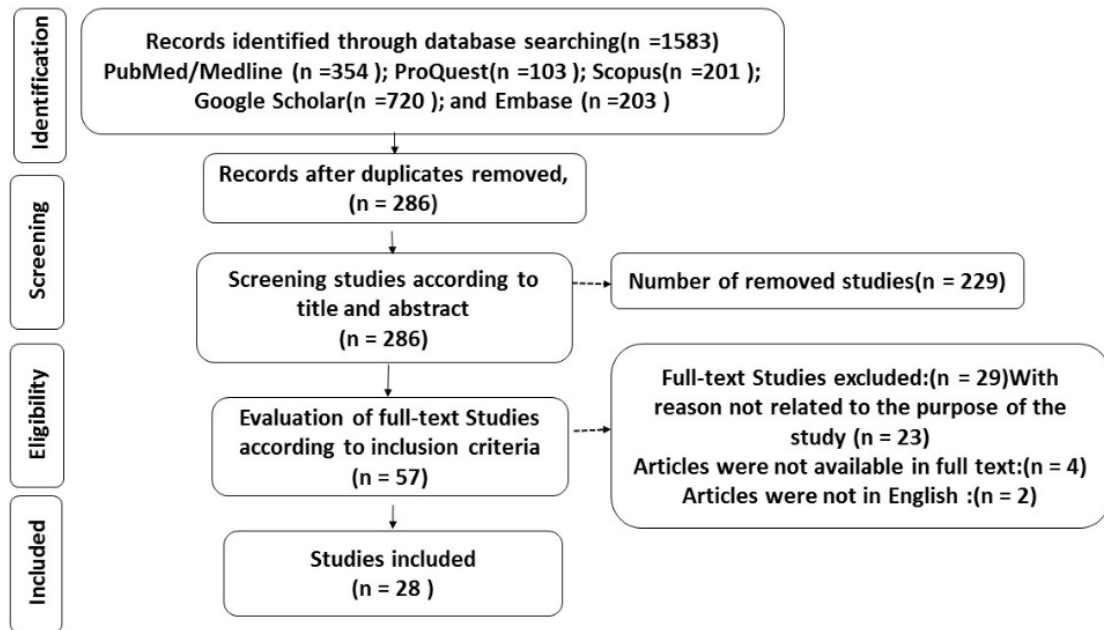 Identification
Records identified through database searching(n =1583)
PubMed/Medline (n =354 ); ProQuest(n =103 ); Scopus(n =201 );
Google Scholar(n =720 ); and Embase (n =203 )
Screening
Records after duplicates removed,
(n = 286)
Screening studies according to
title and abstract
(n = 286)
Number of removed studies(n = 229)
Eligibility
Evaluation of full-text Studies
according to inclusion criteria
(n = 57)
Full-text Studies excluded:(n = 29)With
reason not related to the purpose of the
study (n = 23)
Articles were not available in full text:(n = 4)
Articles were not in English :(n = 2)
Included
Studies included
(n = 28 )